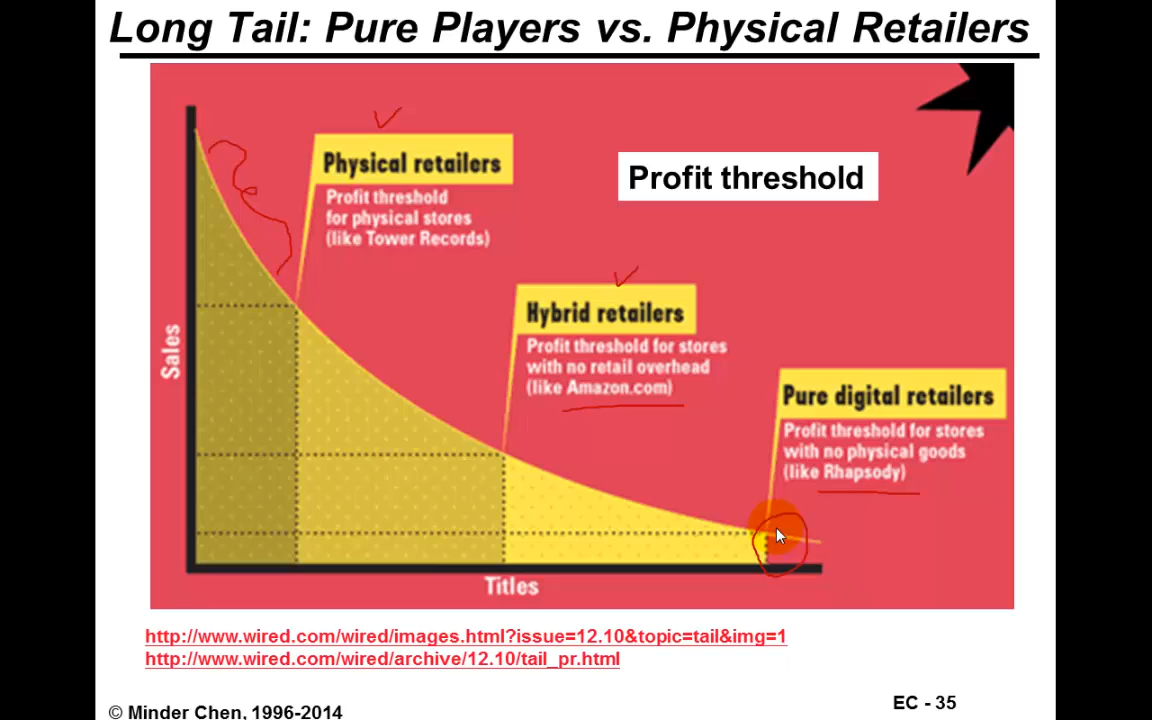 Long Tail: Pure Players vs. Physical Retailers
Physical retailers
Profit threshold
for physical stores
(like Tower Records)
Profit threshold
Hybrid retailers
Profit threshold for stores
with no retail overhead
(like Amazon.com)
Pure digital retailers
Profit threshold for stores
with no physical goods
(like Rhapsody)
Sales
Titles
http://www.wired.com/wired/images.html?issue=12.10&topic=tail&img=1
http://www.wired.com/wired/archive/12.10/tail_pr.html
© Minder Chen, 1996-2014
EC - 35